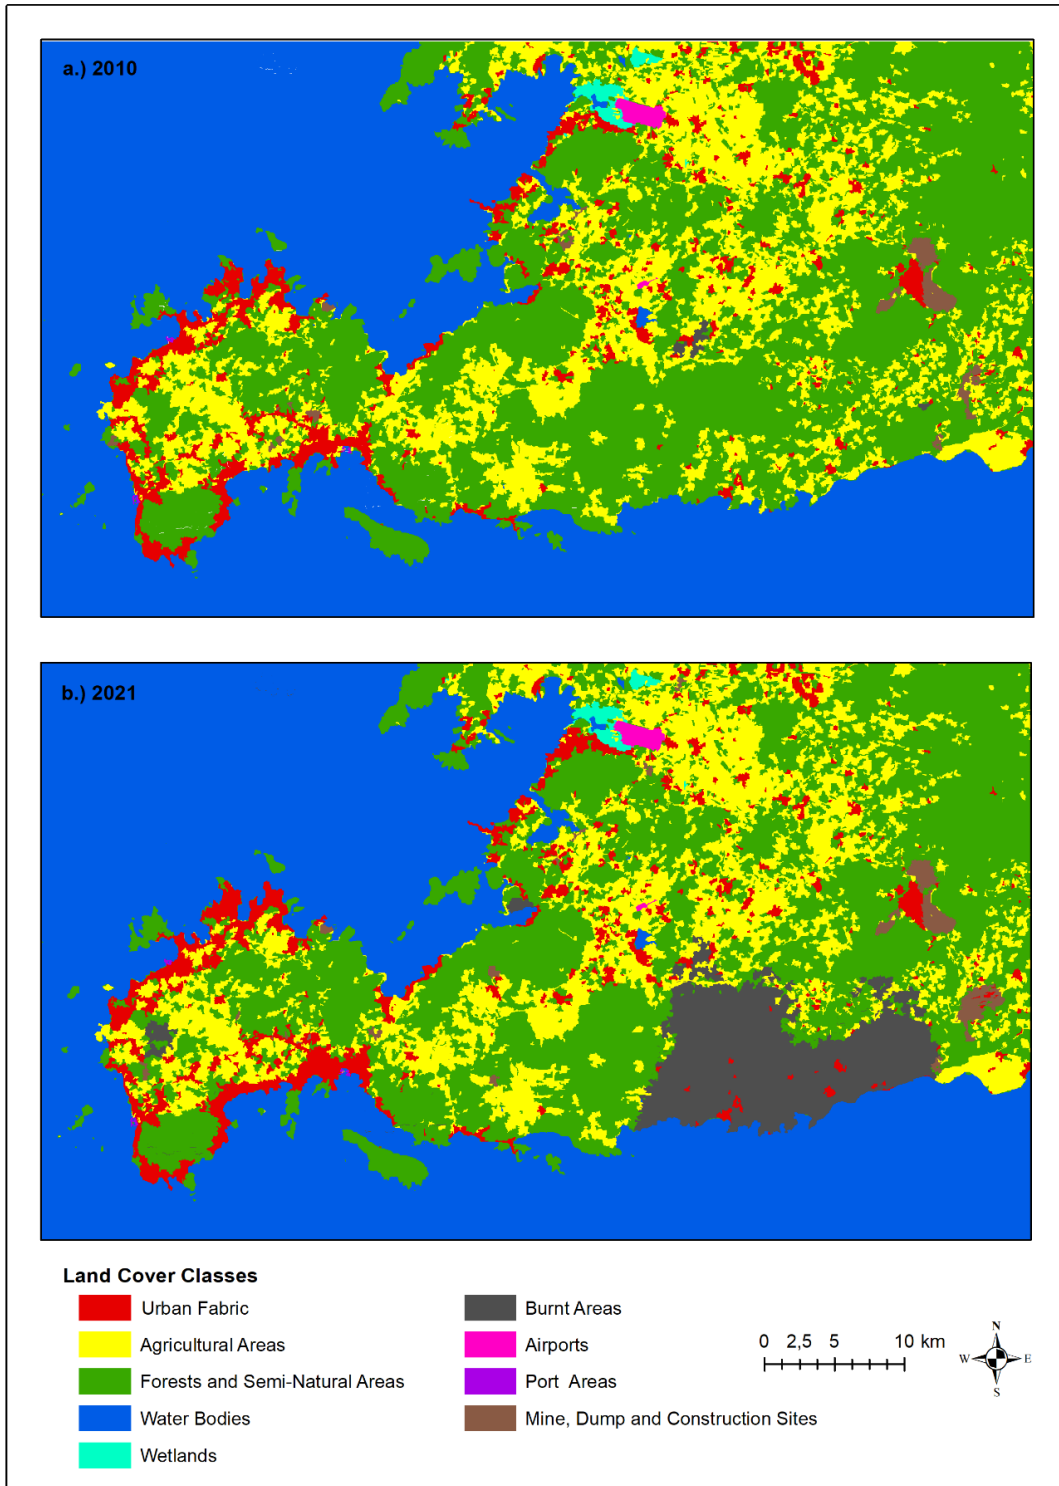 a.) 2010
b.) 2021
Land Cover Classes
Urban Fabric
Agricultural Areas
Forests and Semi-Natural Areas
Water Bodies
Wetlands
Burnt Areas
Airports
Port Areas
Mine, Dump and Construction Sites
0 2,5 5 10 km
N
W E
S